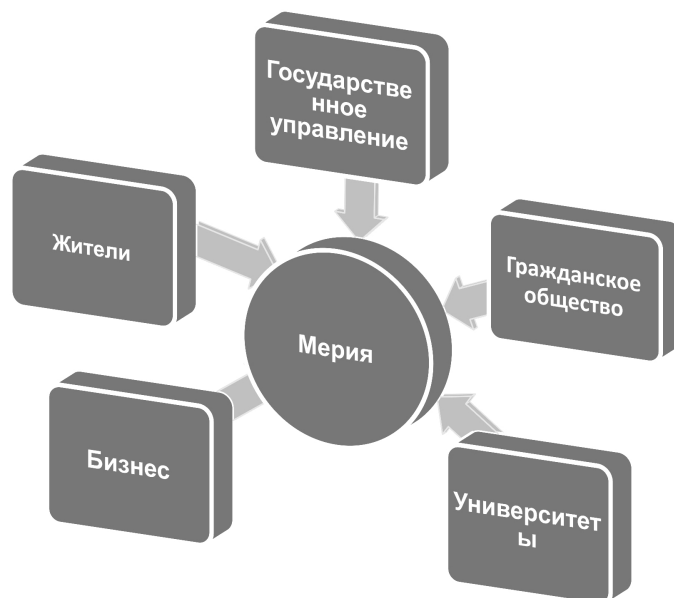 Государстве
нное
управление
Жители
Гражданское
общество
Мерия
Бизнес
Университет
ы